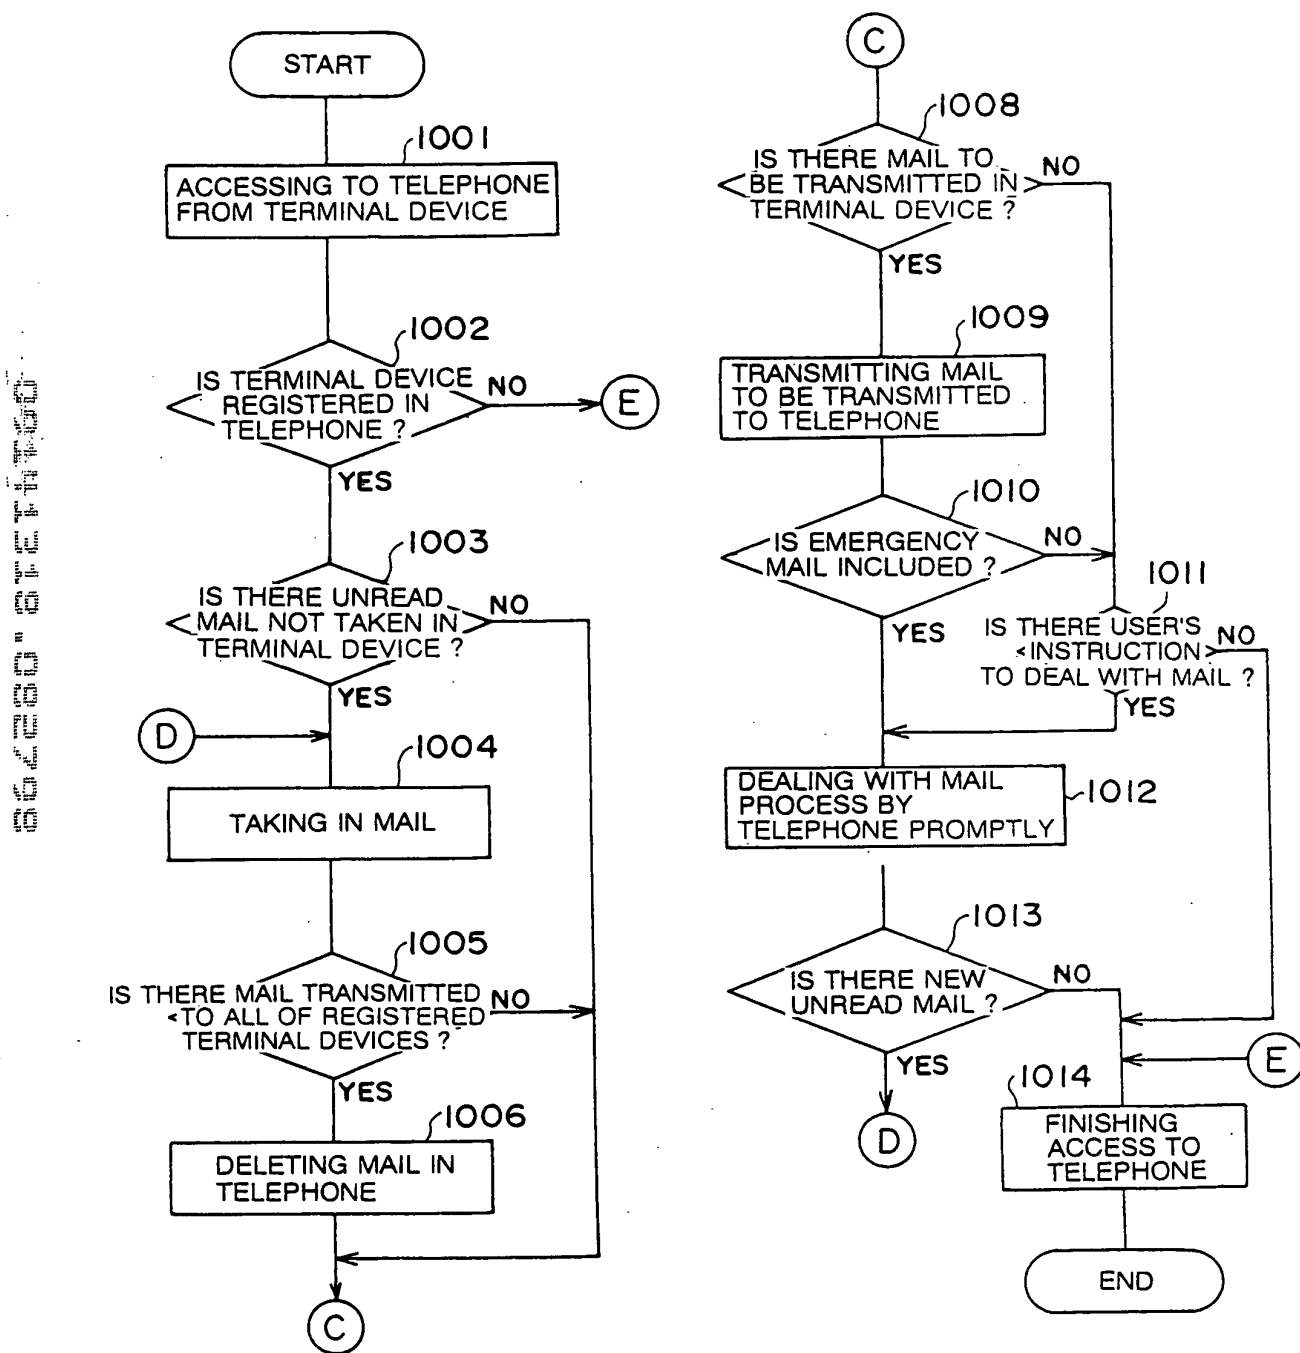 START
1001
ACCESSING TO TELEPHONE
FROM TERMINAL DEVICE
1002
IS TERMINAL DEVICE
REGISTERED IN
TELEPHONE ?
NO
E
YES
1003
IS THERE UNREAD
MAIL NOT TAKEN IN
TERMINAL DEVICE ?
NO
YES
D
1004
TAKING IN MAIL
1005
IS THERE MAIL TRANSMITTED
TO ALL OF REGISTERED
TERMINAL DEVICES ?
NO
YES
1006
DELETING MAIL IN
TELEPHONE
C
C
1008
IS THERE MAIL TO
BE TRANSMITTED IN
TERMINAL DEVICE ?
NO
YES
1009
TRANSMITTING MAIL
TO BE TRANSMITTED
TO TELEPHONE
1010
IS EMERGENCY
MAIL INCLUDED ?
NO
YES
1011
IS THERE USER'S
INSTRUCTION
TO DEAL WITH MAIL ?
NO
YES
DEALING WITH MAIL
PROCESS BY
TELEPHONE PROMPTLY
1012
1013
IS THERE NEW
UNREAD MAIL ?
NO
YES
D
E
1014
FINISHING
ACCESS TO
TELEPHONE
END